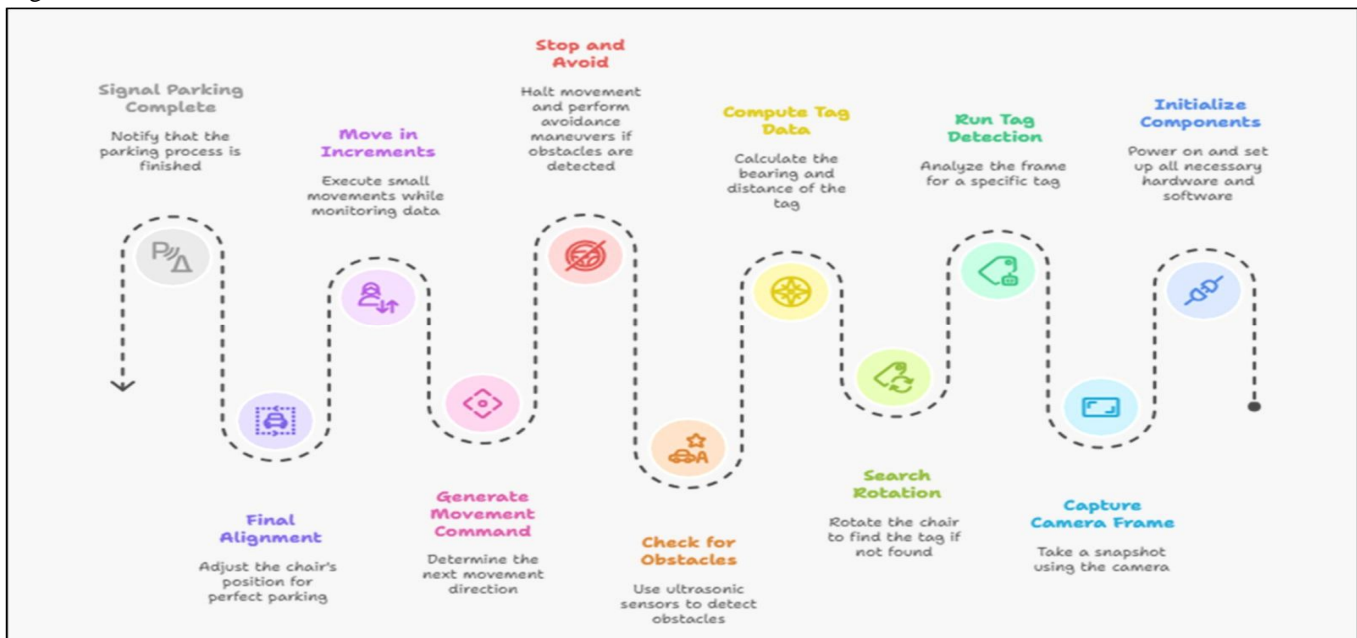 Signal Parking
Complete
Notify that the
parking process is
finished
Final
Alignment
Adjust the chair's
position for
perfect parking
Move in
Increments
Execute small
movements while
monitoring data
Generate
Movement
Command
Determine the
next movement
direction
Stop and
Avoid
Halt movement
and perform
avoidance
maneuvers if
obstacles are
detected
Check for
Obstacles
Use ultrasonic
sensors to detect
obstacles
Compute Tag
Data
Calculate the
bearing and
distance of the
tag
Search
Rotation
Rotate the chair
to find the tag if
not found
Run Tag
Detection
Analyze the frame
for a specific tag
Capture
Camera Frame
Take a snapshot
using the camera
Initialize
Components
Power on and set
up all necessary
hardware and
software